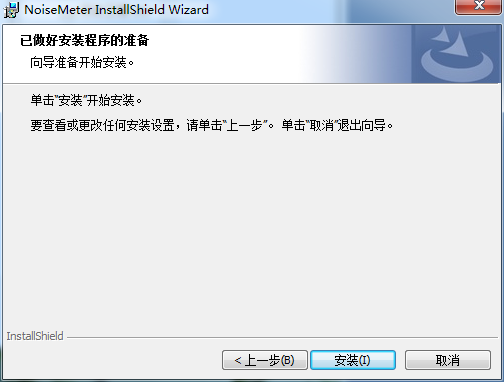 NoiseMeter InstallShield Wizard
已做好安装程序的准备
向导准备开始安装。
单击“安装”开始安装。
要查看或更改任何安装设置，请单击“上一步”。 单击“取消”退出向导。
InstallShield
< 上一步(B) 安装(I) 取消